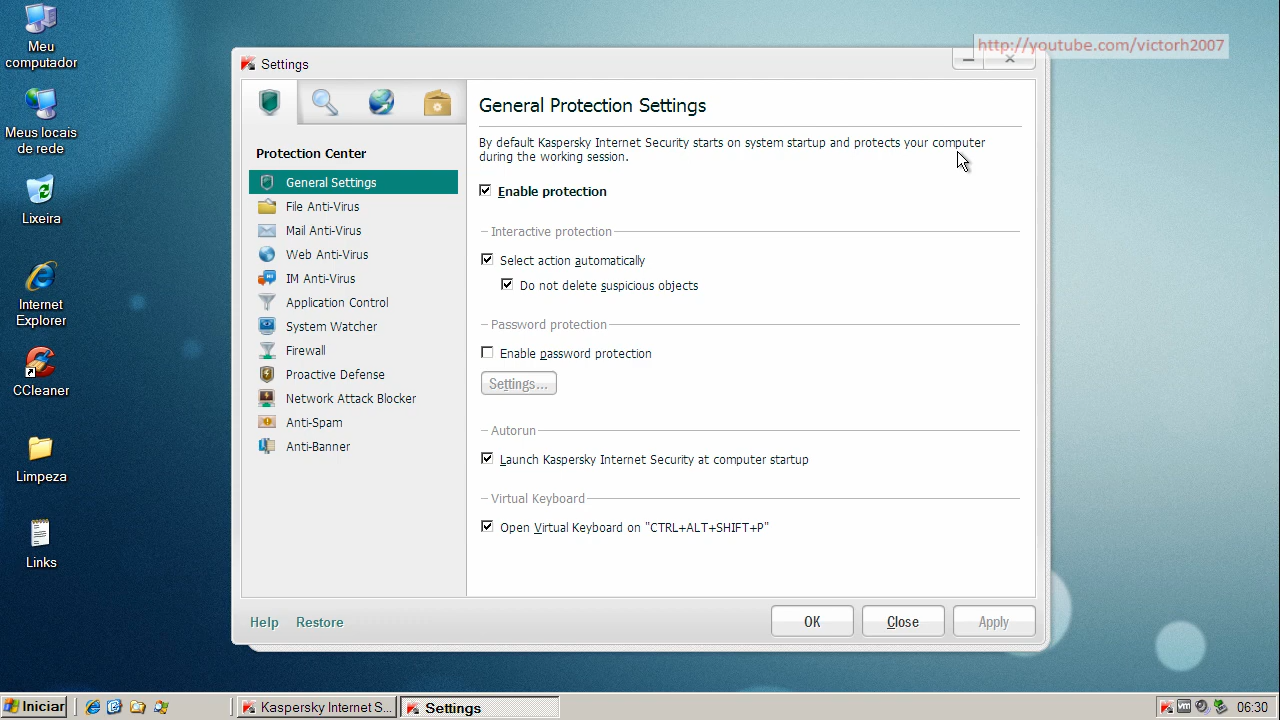 Meu
computador
Meus locais
de rede
Lixeira
Internet
Explorer
CCleaner
Limpeza
Links
http://youtube.com/victorh2007
Settings
Protection Center
General Settings
File Anti-Virus
Mail Anti-Virus
Web Anti-Virus
IM Anti-Virus
Application Control
System Watcher
Firewall
Proactive Defense
Network Attack Blocker
Anti-Spam
Anti-Banner
General Protection Settings
By default Kaspersky Internet Security starts on system startup and protects your computer
during the working session.
Enable protection
Interactive protection
Select action automatically
Do not delete suspicious objects
Password protection
Enable password protection
Settings...
Autorun
Launch Kaspersky Internet Security at computer startup
Virtual Keyboard
Open Virtual Keyboard on "CTRL+ALT+SHIFT+P"
Help Restore OK Close Apply
Iniciar Kaspersky Internet S... Settings vm 06:30